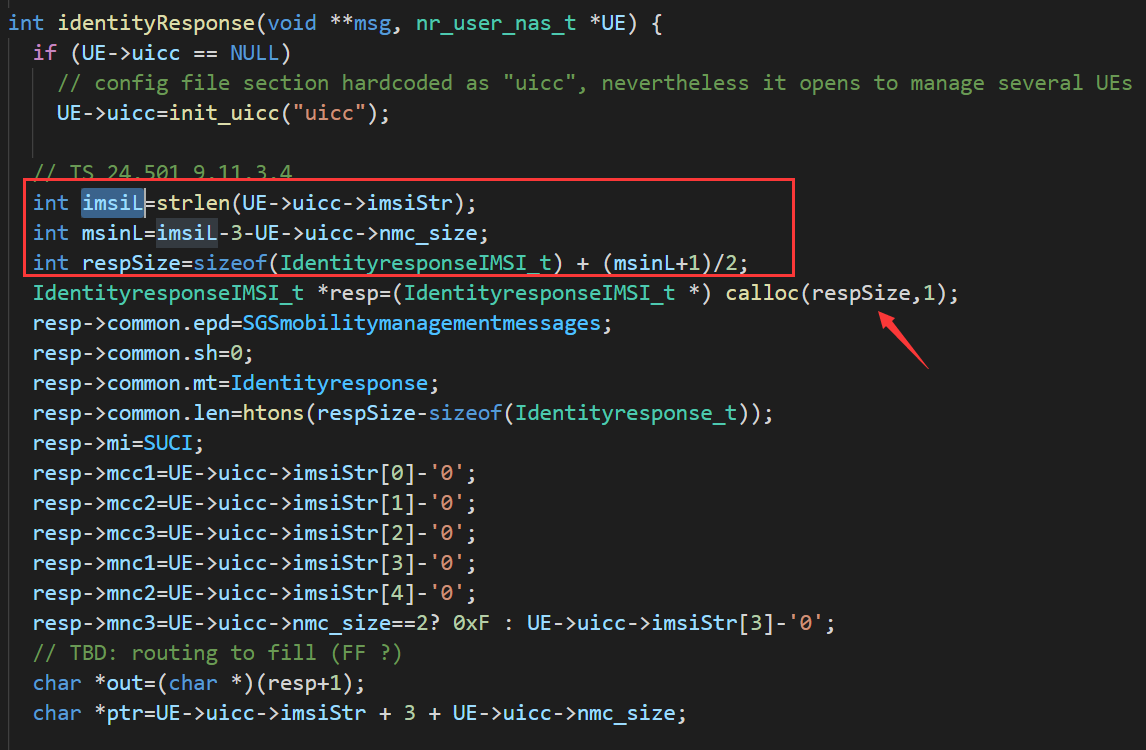 int identityResponse(void **msg, nr_user_nas_t *UE) {
if (UE->uicc == NULL)
// config file section hardcoded as "uicc", nevertheless it opens to manage several UEs
UE->uicc=init_uicc("uicc");
// TS 24.501 9.11.3.4
int imsiL=strlen(UE->uicc->imsiStr);
int msinL=imsiL-3-UE->uicc->nmc_size;
int respSize=sizeof(IdentityresponseIMSI_t) + (msinL+1)/2;
IdentityresponseIMSI_t *resp=(IdentityresponseIMSI_t *) calloc(respSize,1);
resp->common.epd=SGSmobilitymanagementmessages;
resp->common.sh=0;
resp->common.mt=Identityresponse;
resp->common.len=htons(respSize-sizeof(Identityresponse_t));
resp->mi=SUCI;
resp->mcc1=UE->uicc->imsiStr[0]-'0';
resp->mcc2=UE->uicc->imsiStr[1]-'0';
resp->mcc3=UE->uicc->imsiStr[2]-'0';
resp->mnc1=UE->uicc->imsiStr[3]-'0';
resp->mnc2=UE->uicc->imsiStr[4]-'0';
resp->mnc3=UE->uicc->nmc_size==2? 0xF : UE->uicc->imsiStr[3]-'0';
// TBD: routing to fill (FF ?)
char *out=(char *)(resp+1);
char *ptr=UE->uicc->imsiStr + 3 + UE->uicc->nmc_size;